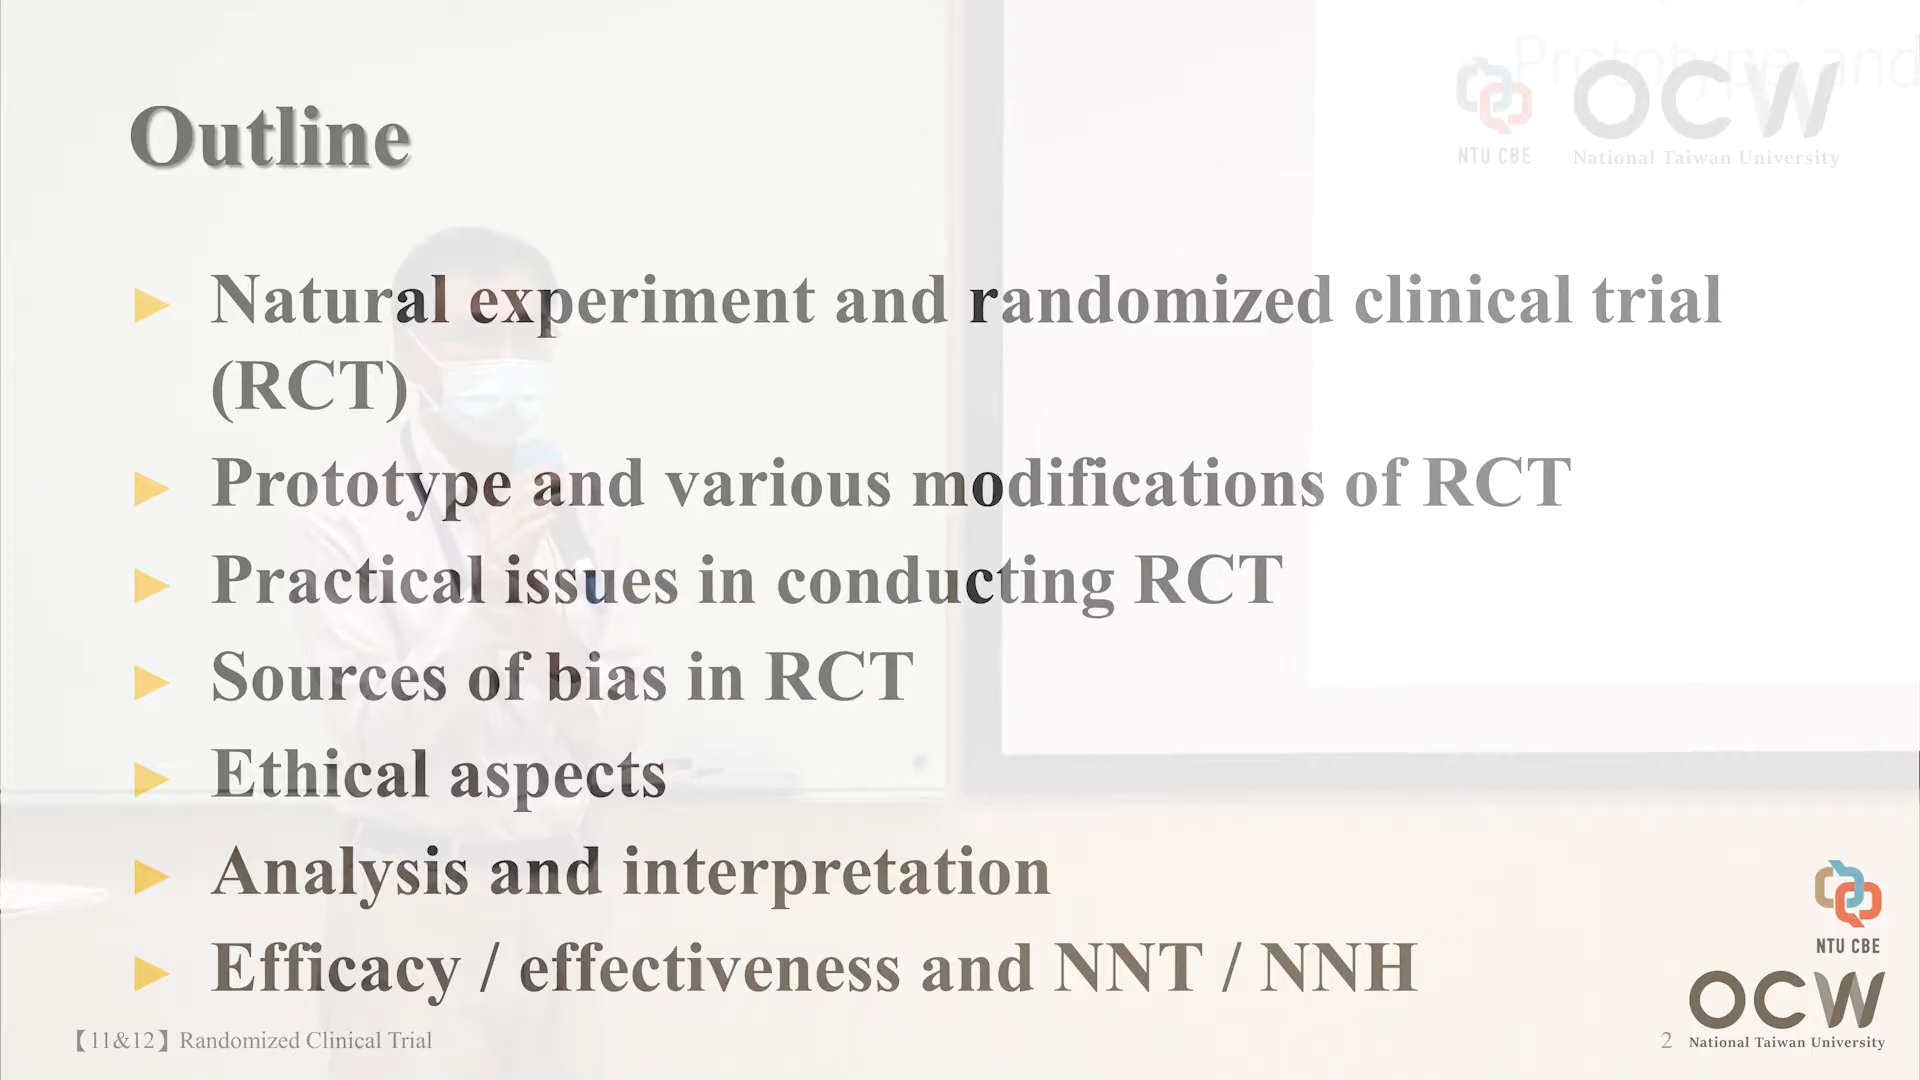 Prototype and
NTU CBE
OCW
National Taiwan University
Outline
► Natural experiment and randomized clinical trial
(RCT)
► Prototype and various modifications of RCT
► Practical issues in conducting RCT
► Sources of bias in RCT
► Ethical aspects
► Analysis and interpretation
► Efficacy / effectiveness and NNT / NNH
NTU CBE
OCW
National Taiwan University
【11&12】Randomized Clinical Trial
2